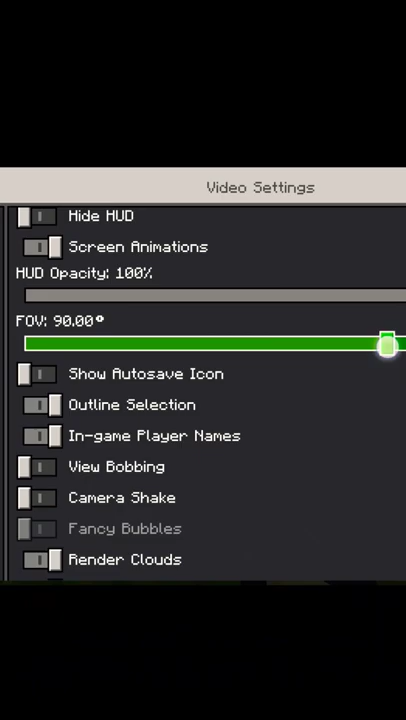 Video Settings
Hide HUD
Screen Animations
HUD Opacity: 100%
FOV: 90.00°
Show Autosave Icon
Outline Selection
In-game Player Names
View Bobbing
Camera Shake
Fancy Bubbles
Render Clouds